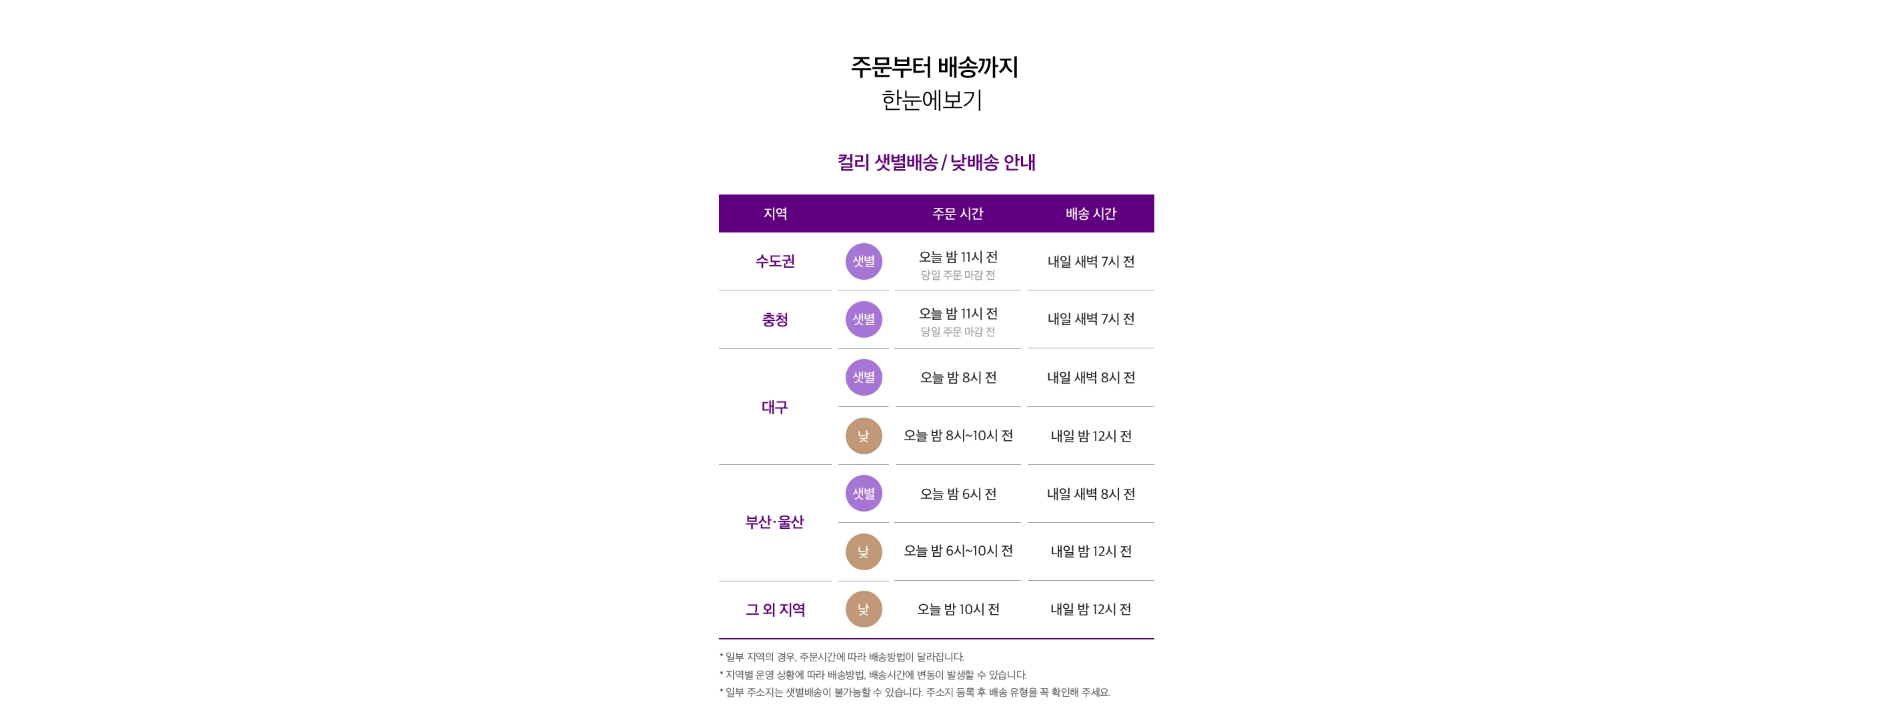 주문부터 배송까지
한눈에보기
컬리 샛별배송 / 낮배송 안내
지역 주문 시간 배송 시간
수도권 샛별 오늘 밤 11시 전 내일 새벽 7시 전
당일 주문 마감 전
충청 샛별 오늘 밤 11시 전 내일 새벽 7시 전
당일 주문 마감 전
대구
샛별 오늘 밤 8시 전 내일 새벽 8시 전
낮 오늘 밤 8시~10시 전 내일 밤 12시 전
부산·울산
샛별 오늘 밤 6시 전 내일 새벽 8시 전
낮 오늘 밤 6시~10시 전 내일 밤 12시 전
그 외 지역 낮 오늘 밤 10시 전 내일 밤 12시 전
* 일부 지역의 경우, 주문시간에 따라 배송방법이 달라집니다.
* 지역별 운영 상황에 따라 배송방법, 배송시간에 변동이 발생할 수 있습니다.
* 일부 주소지는 샛별배송이 불가능할 수 있습니다. 주소지 등록 후 배송 유형을 꼭 확인해 주세요.